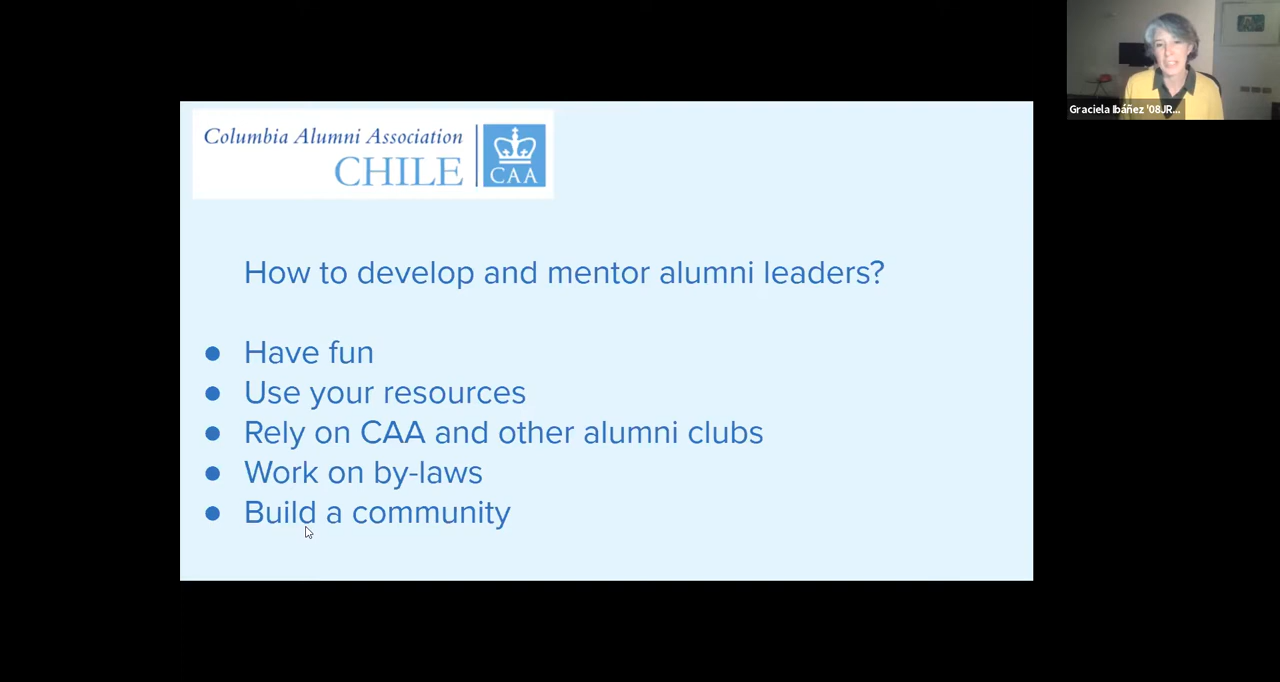 Columbia Alumni Association
CHILE
CAA
Graciela Ibáñez '08JR...
How to develop and mentor alumni leaders?
● Have fun
● Use your resources
● Rely on CAA and other alumni clubs
● Work on by-laws
● Build a community